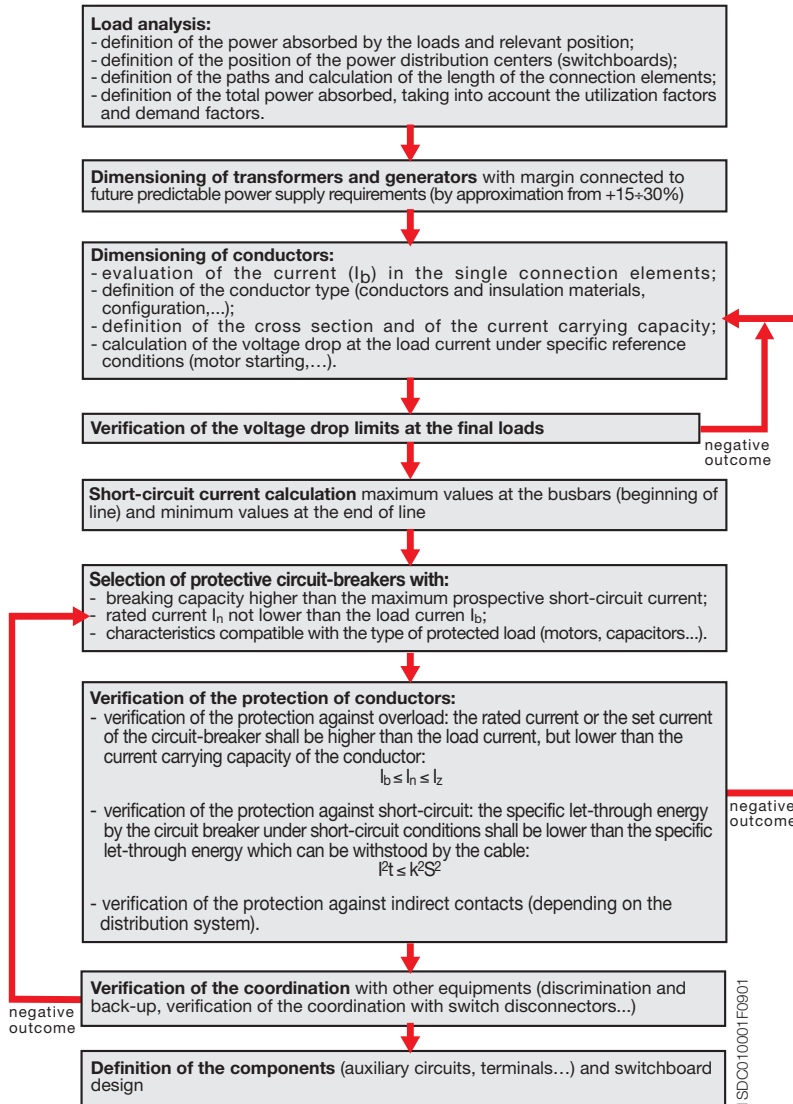 Load analysis:
- definition of the power absorbed by the loads and relevant position;
- definition of the position of the power distribution centers (switchboards);
- definition of the paths and calculation of the length of the connection elements;
- definition of the total power absorbed, taking into account the utilization factors
and demand factors.
Dimensioning of transformers and generators with margin connected to
future predictable power supply requirements (by approximation from +15÷30%)
Dimensioning of conductors:
- evaluation of the current (Ib) in the single connection elements;
- definition of the conductor type (conductors and insulation materials,
configuration,...);
- definition of the cross section and of the current carrying capacity;
- calculation of the voltage drop at the load current under specific reference
conditions (motor starting,…).
Verification of the voltage drop limits at the final loads
negative
outcome
Short-circuit current calculation maximum values at the busbars (beginning of
line) and minimum values at the end of line
Selection of protective circuit-breakers with:
- breaking capacity higher than the maximum prospective short-circuit current;
- rated current In not lower than the load curren Ib;
- characteristics compatible with the type of protected load (motors, capacitors...).
Verification of the protection of conductors:
- verification of the protection against overload: the rated current or the set current
of the circuit-breaker shall be higher than the load current, but lower than the
current carrying capacity of the conductor:
Ib ≤ In ≤ Iz
- verification of the protection against short-circuit: the specific let-through energy
by the circuit breaker under short-circuit conditions shall be lower than the specific
let-through energy which can be withstood by the cable:
I²t ≤ k²S²
- verification of the protection against indirect contacts (depending on the
distribution system).
negative
outcome
Verification of the coordination with other equipments (discrimination and
back-up, verification of the coordination with switch disconnectors...)
negative
outcome
Definition of the components (auxiliary circuits, terminals…) and switchboard
design
1SDC010001F0901